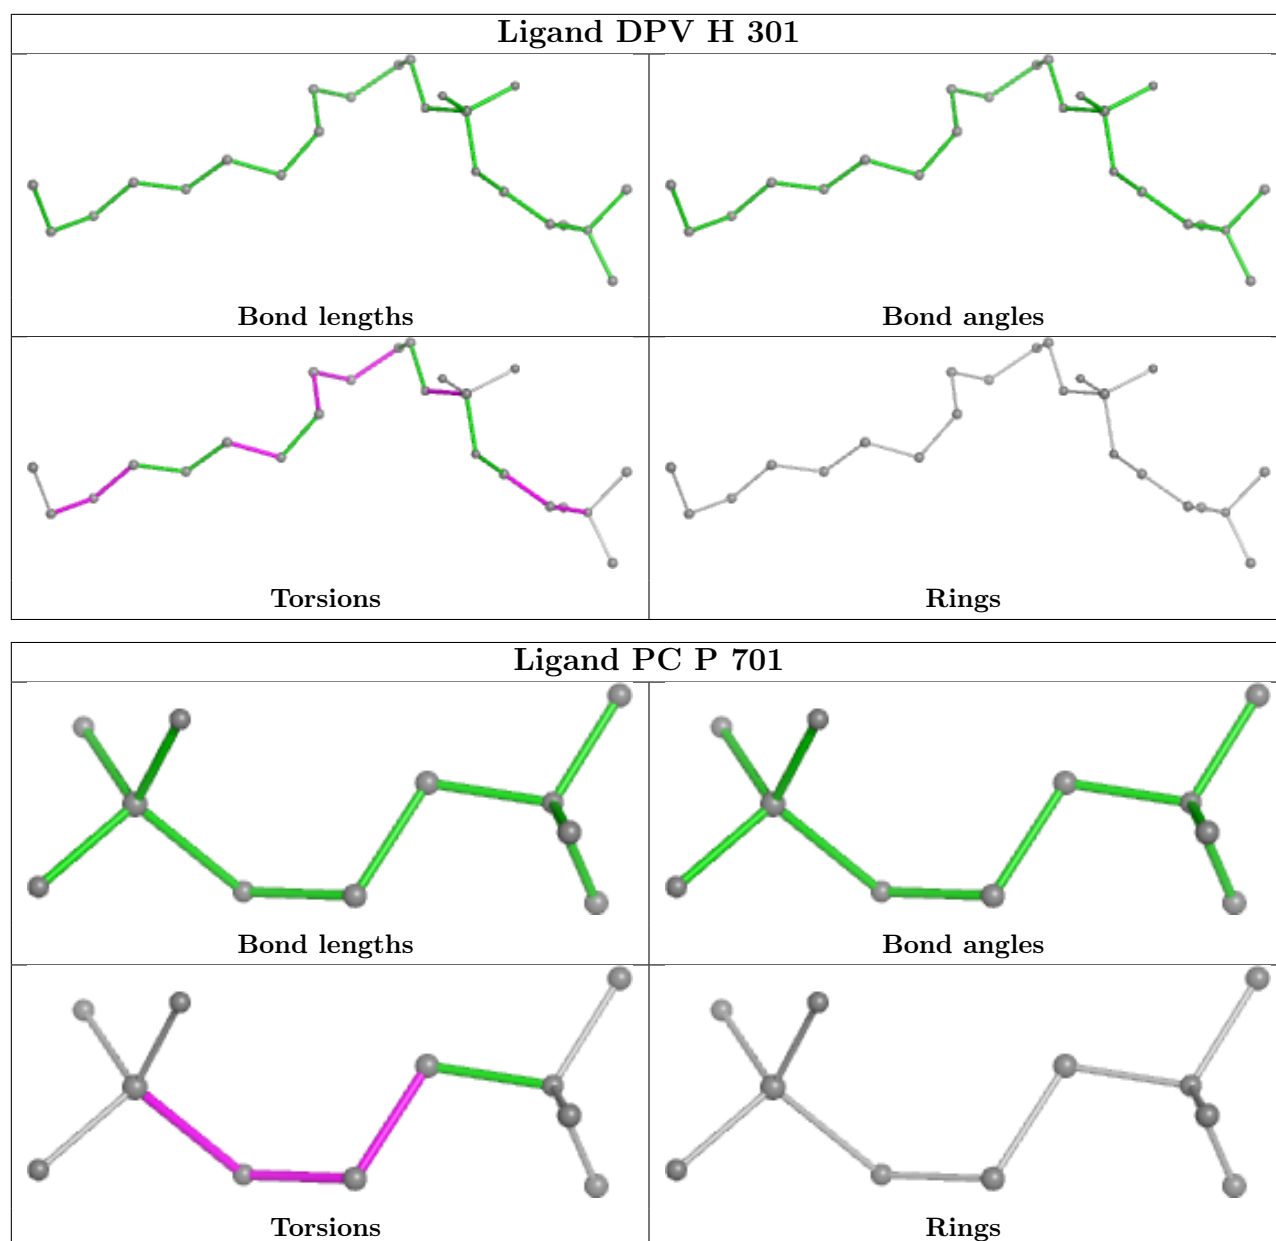 Ligand DPV H 301
Bond lengths
Bond angles
Torsions
Rings
Ligand PC P 701
Bond lengths
Bond angles
Torsions
Rings